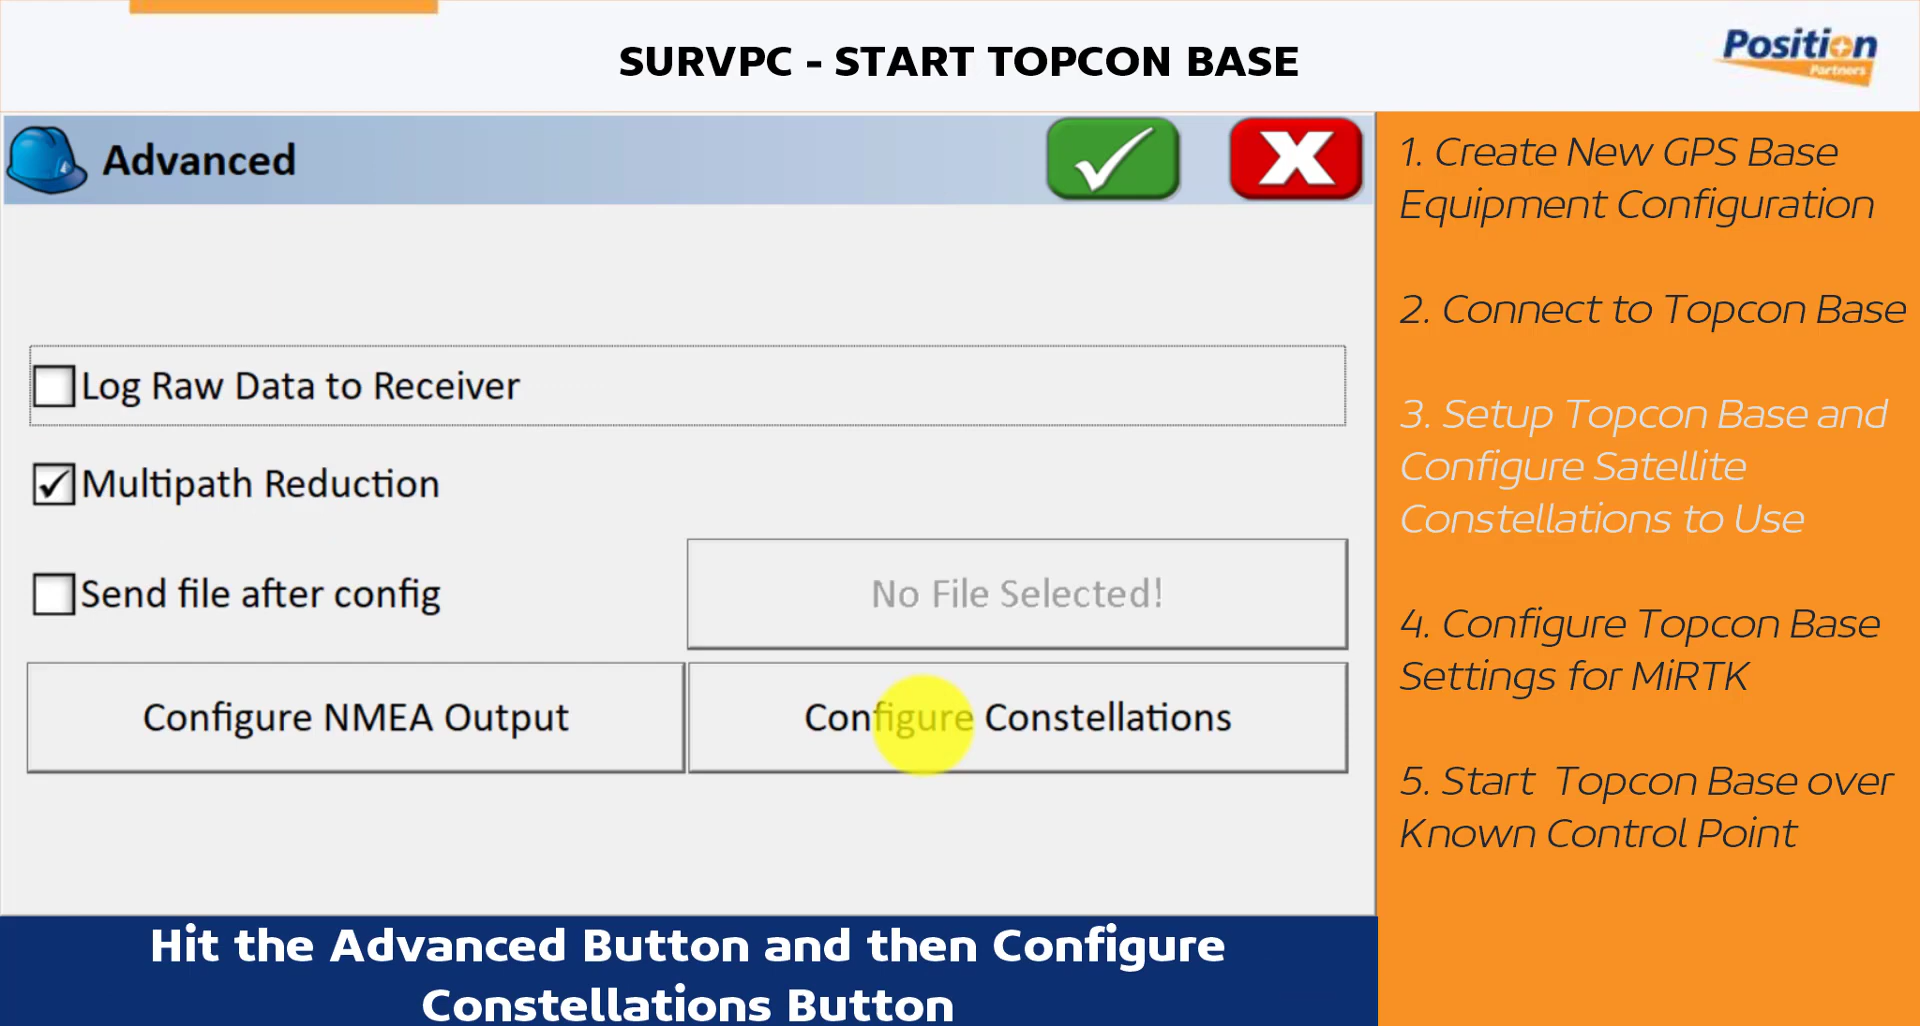 SURVPC - START TOPCON BASE
Position
Partners
Advanced
Log Raw Data to Receiver
Multipath Reduction
Send file after config
No File Selected!
Configure NMEA Output
Configure Constellations
Hit the Advanced Button and then Configure
Constellations Button
1. Create New GPS Base
Equipment Configuration
2. Connect to Topcon Base
3. Setup Topcon Base and
Configure Satellite
Constellations to Use
4. Configure Topcon Base
Settings for MiRTK
5. Start Topcon Base over
Known Control Point